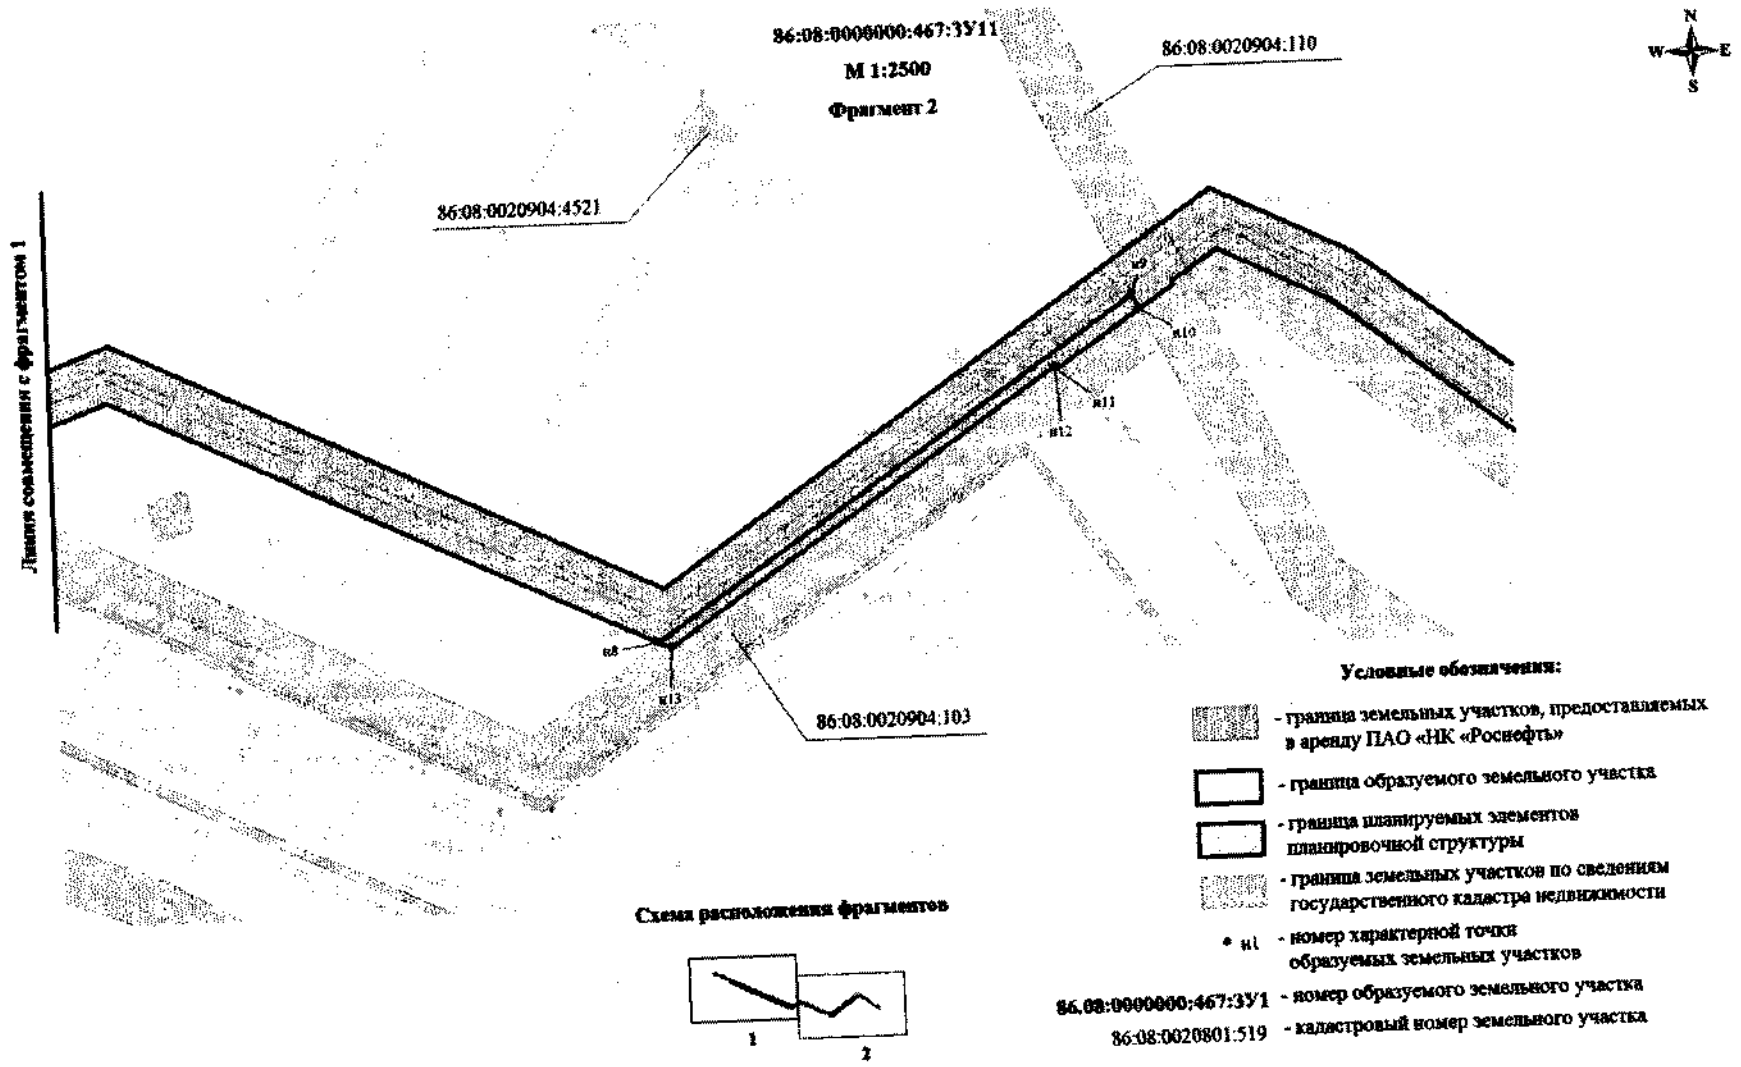 86:08:0000000:467:ЗУ11
М 1:2500
Фрагмент 2
86:08:0020904:110
N
W E
S
86:08:0020904:4521
Линия совмещения с фрагментом 1
н9
н10
н11
н12
н8
н13
86:08:0020904:103
Условные обозначения:
- граница земельных участков, предоставляемых
в аренду ПАО «НК «Роснефть»
- граница образуемого земельного участка
- граница планируемых элементов
планировочной структуры
- граница земельных участков по сведениям
государственного кадастра недвижимости
н1 - номер характерной точки
образуемых земельных участков
86:08:0000000:467:ЗУ1 - номер образуемого земельного участка
86:08:0020801:519 - кадастровый номер земельного участка
Схема расположения фрагментов
1
2